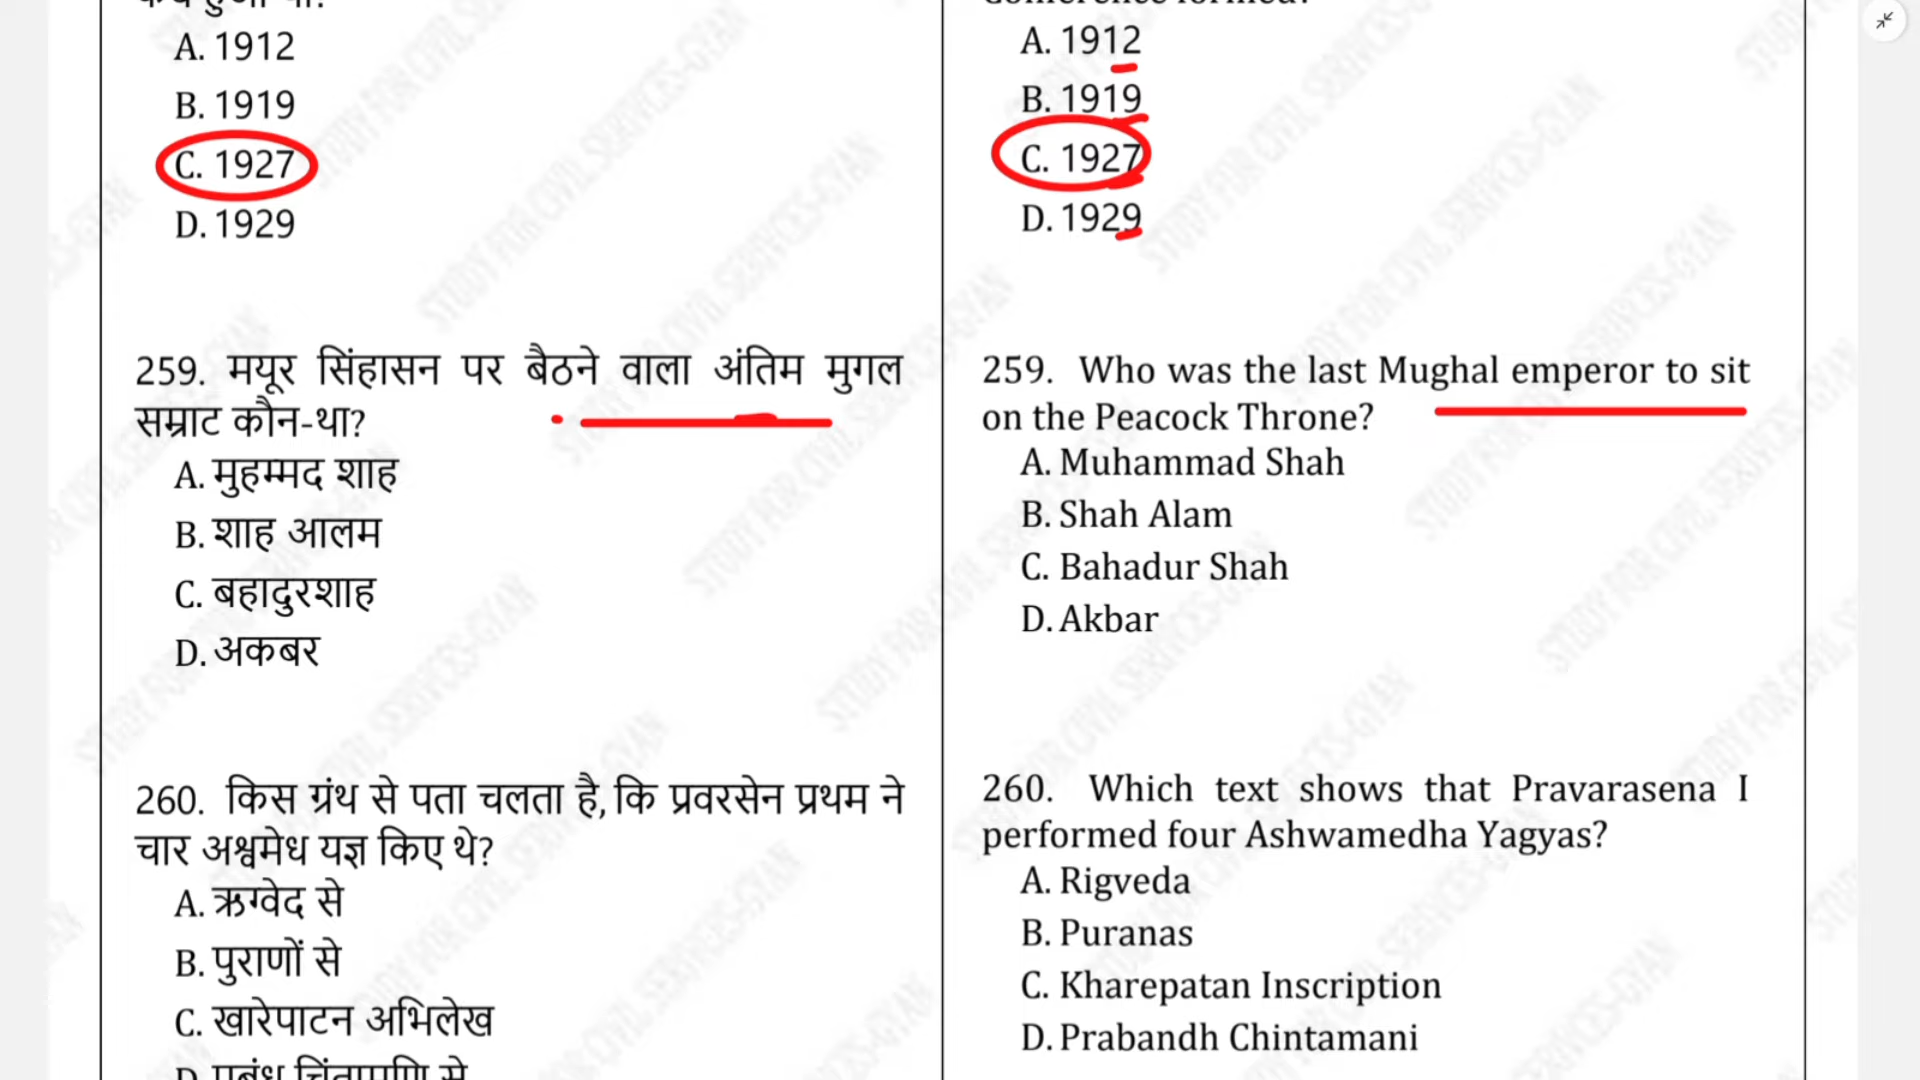 A. 1912
B. 1919
C. 1927
D. 1929
259. मयूर सिंहासन पर बैठने वाला अंतिम मुगल
सम्राट कौन-था?
A. मुहम्मद शाह
B. शाह आलम
C. बहादुरशाह
D. अकबर
260. किस ग्रंथ से पता चलता है, कि प्रवरसेन प्रथम ने
चार अश्वमेध यज्ञ किए थे?
A. ऋग्वेद से
B. पुराणों से
C. खारेपाटन अभिलेख
A. 1912
B. 1919
C. 1927
D. 1929
259. Who was the last Mughal emperor to sit
on the Peacock Throne?
A. Muhammad Shah
B. Shah Alam
C. Bahadur Shah
D. Akbar
260. Which text shows that Pravarasena I
performed four Ashwamedha Yagyas?
A. Rigveda
B. Puranas
C. Kharepatan Inscription
D. Prabandh Chintamani